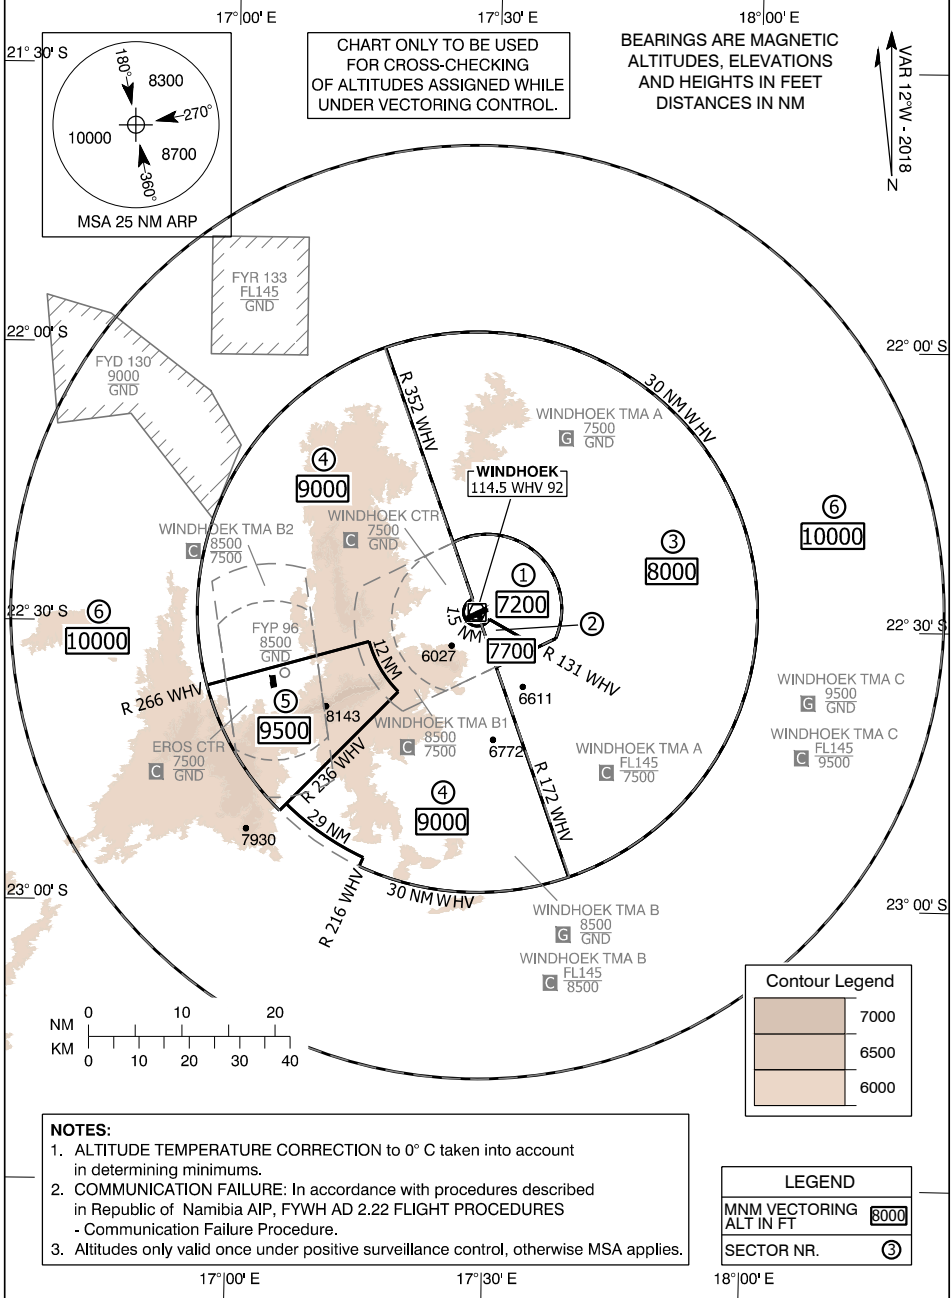 17°00' E
17°30' E
18°00' E
21° 30' S
180°
8300
270°
10000
8700
360°
MSA 25 NM ARP
CHART ONLY TO BE USED
FOR CROSS-CHECKING
OF ALTITUDES ASSIGNED WHILE
UNDER VECTORING CONTROL.
BEARINGS ARE MAGNETIC
ALTITUDES, ELEVATIONS
AND HEIGHTS IN FEET
DISTANCES IN NM
VAR 12°W - 2018
N
FYR 133
FL145
GND
22° 00' S
22° 00' S
FYD 130
9000
GND
R 352 WHV
30 NM WHV
WINDHOEK TMA A
G
7500
GND
4
9000
WINDHOEK
114.5 WHV 92
WINDHOEK TMA B2
C
8500
7500
WINDHOEK CTR
C
7500
GND
3
8000
6
10000
1
7200
22° 30' S
6
10000
22° 30' S
FYP 96
8500
GND
15 NM
2
7700
12 NM
6027
R 131 WHV
R 266 WHV
5
9500
8143
6611
EROS CTR
C
7500
GND
R 236 WHV
WINDHOEK TMA B1
C
8500
7500
6772
WINDHOEK TMA A
C
FL145
7500
WINDHOEK TMA C
G
9500
GND
WINDHOEK TMA C
C
FL145
9500
R 172 WHV
4
9000
7930
29 NM
23° 00' S
R 216 WHV
30 NM WHV
23° 00' S
WINDHOEK TMA B
G
8500
GND
WINDHOEK TMA B
C
FL145
8500
NM
0
10
20
KM
0
10
20
30
40
Contour Legend
7000
6500
6000
NOTES:
1. ALTITUDE TEMPERATURE CORRECTION to 0° C taken into account
in determining minimums.
2. COMMUNICATION FAILURE: In accordance with procedures described
in Republic of Namibia AIP, FYWH AD 2.22 FLIGHT PROCEDURES
- Communication Failure Procedure.
3. Altitudes only valid once under positive surveillance control, otherwise MSA applies.
LEGEND
MNM VECTORING
ALT IN FT
8000
SECTOR NR.
3
17°00' E
17°30' E
18°00' E